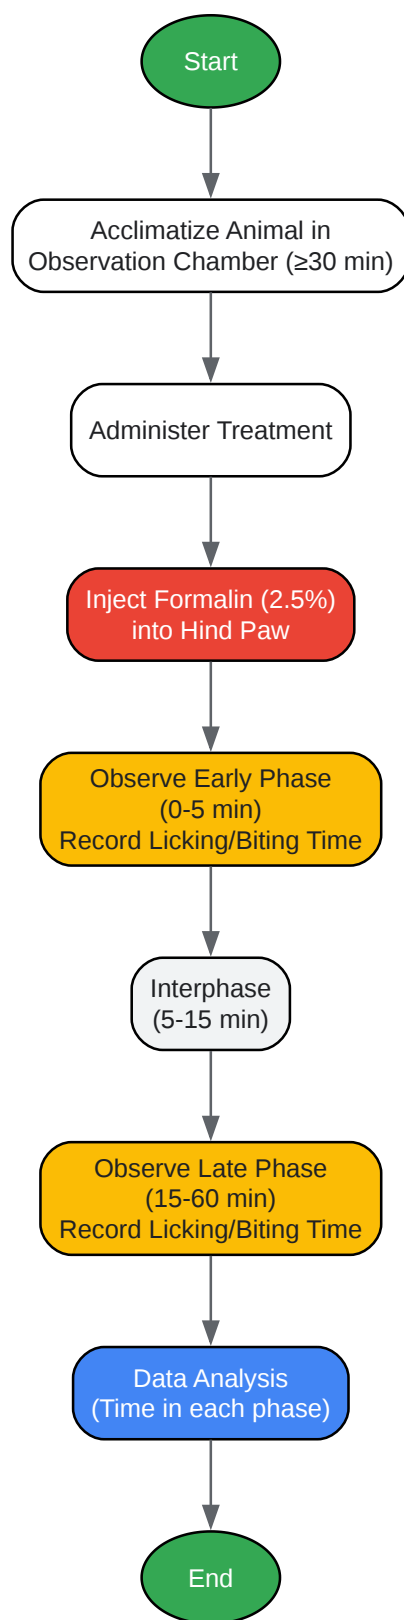 Start
Acclimatize Animal in
Observation Chamber (≥30 min)
Administer Treatment
Inject Formalin (2.5%)
into Hind Paw
Observe Early Phase
(0-5 min)
Record Licking/Biting Time
Interphase
(5-15 min)
Observe Late Phase
(15-60 min)
Record Licking/Biting Time
Data Analysis
(Time in each phase)
End